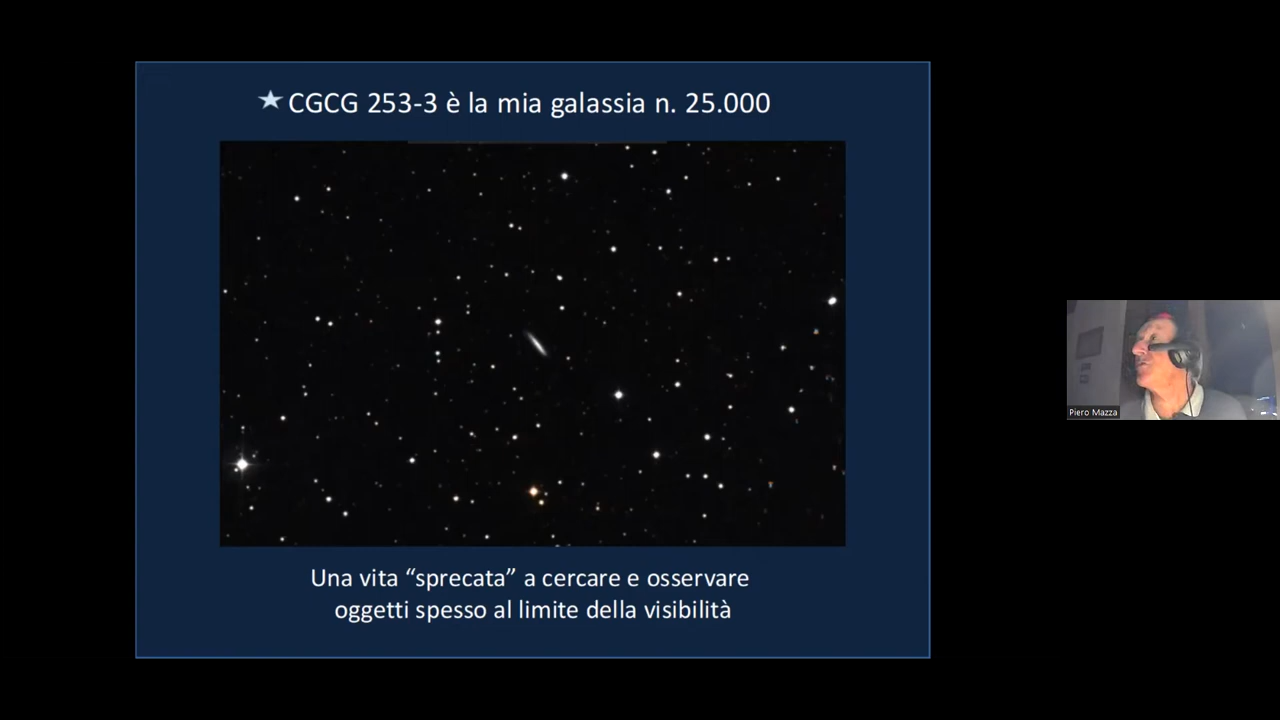 CGCG 253-3 è la mia galassia n. 25.000
Una vita “sprecata” a cercare e osservare
oggetti spesso al limite della visibilità
Piero Mazza